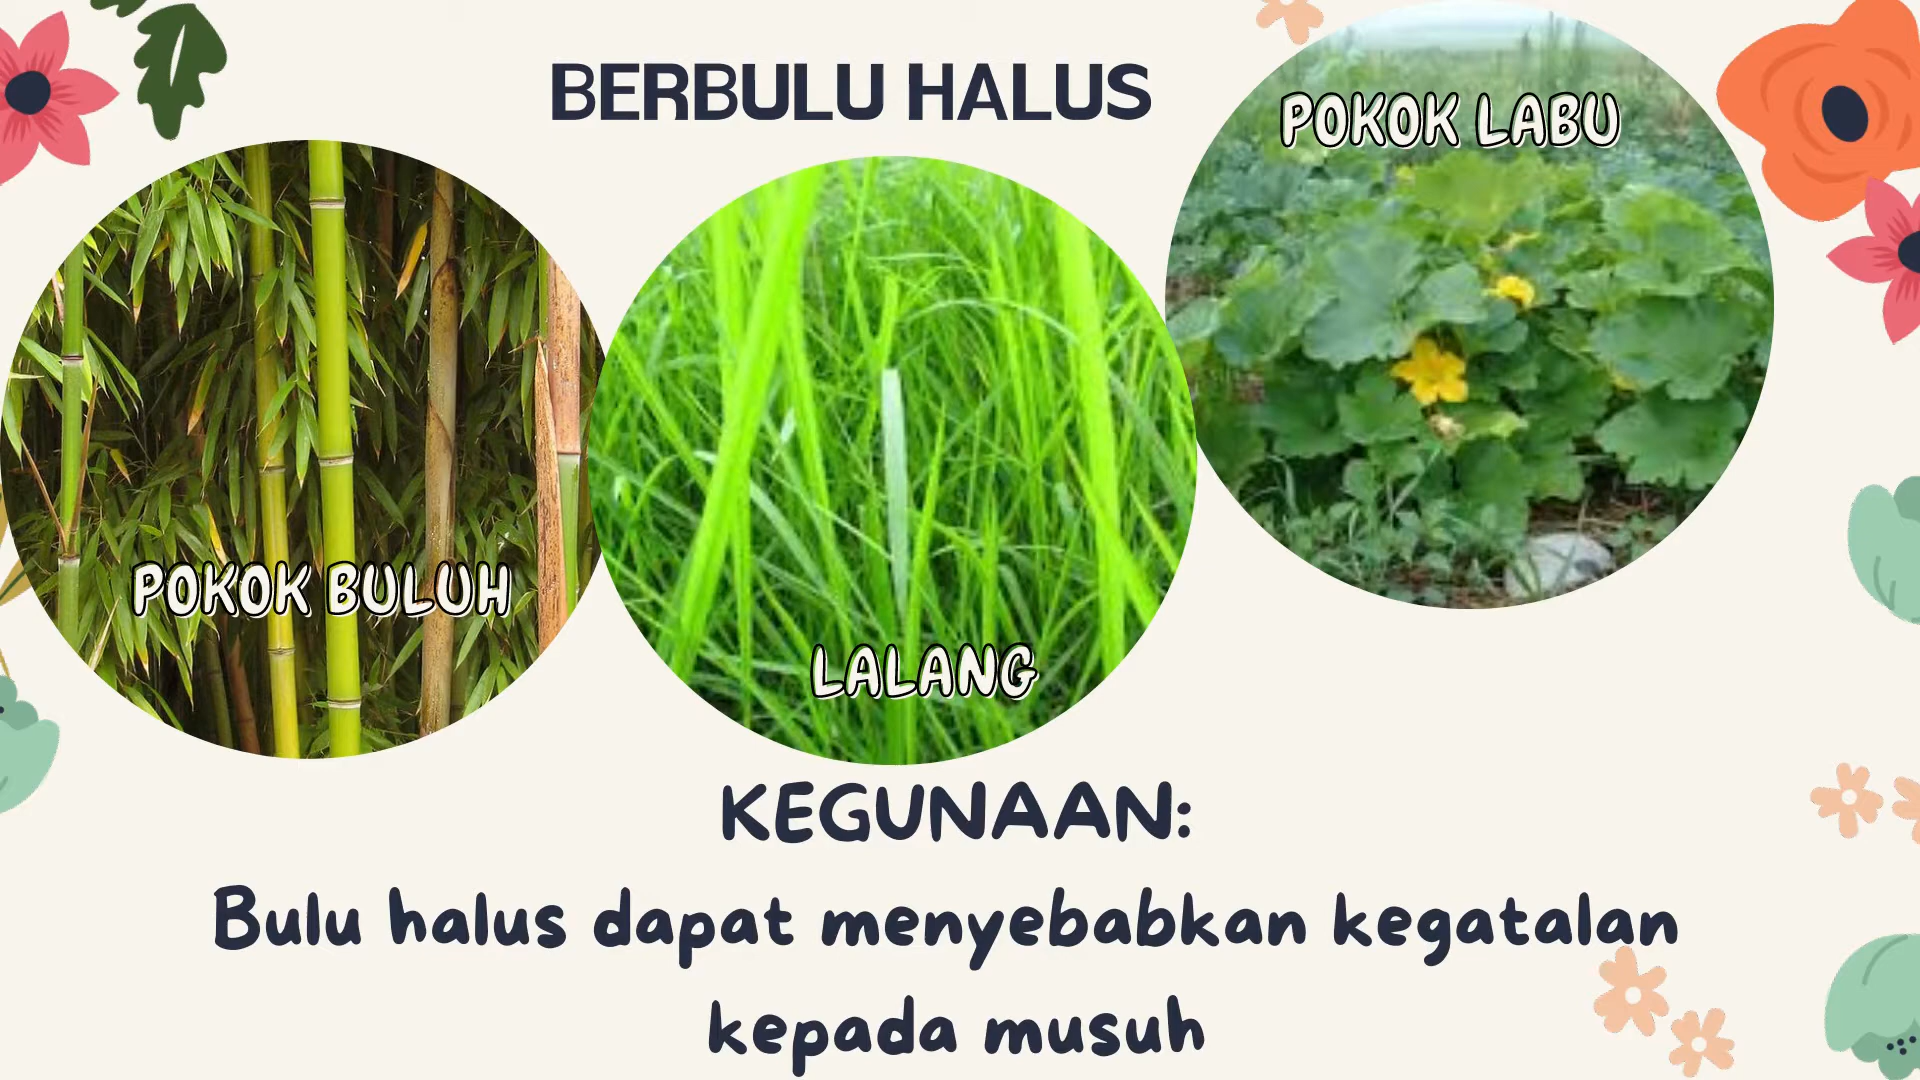 BERBULU HALUS
POKOK LABU
POKOK BULUH
LALANG
KEGUNAAN:
Bulu halus dapat menyebabkan kegatalan
kepada musuh